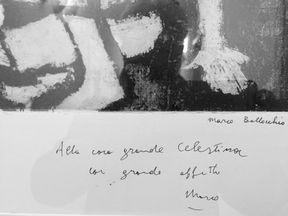 Marco Bellocchio
Alla cara grande Celestina
con grande affetto
Marco